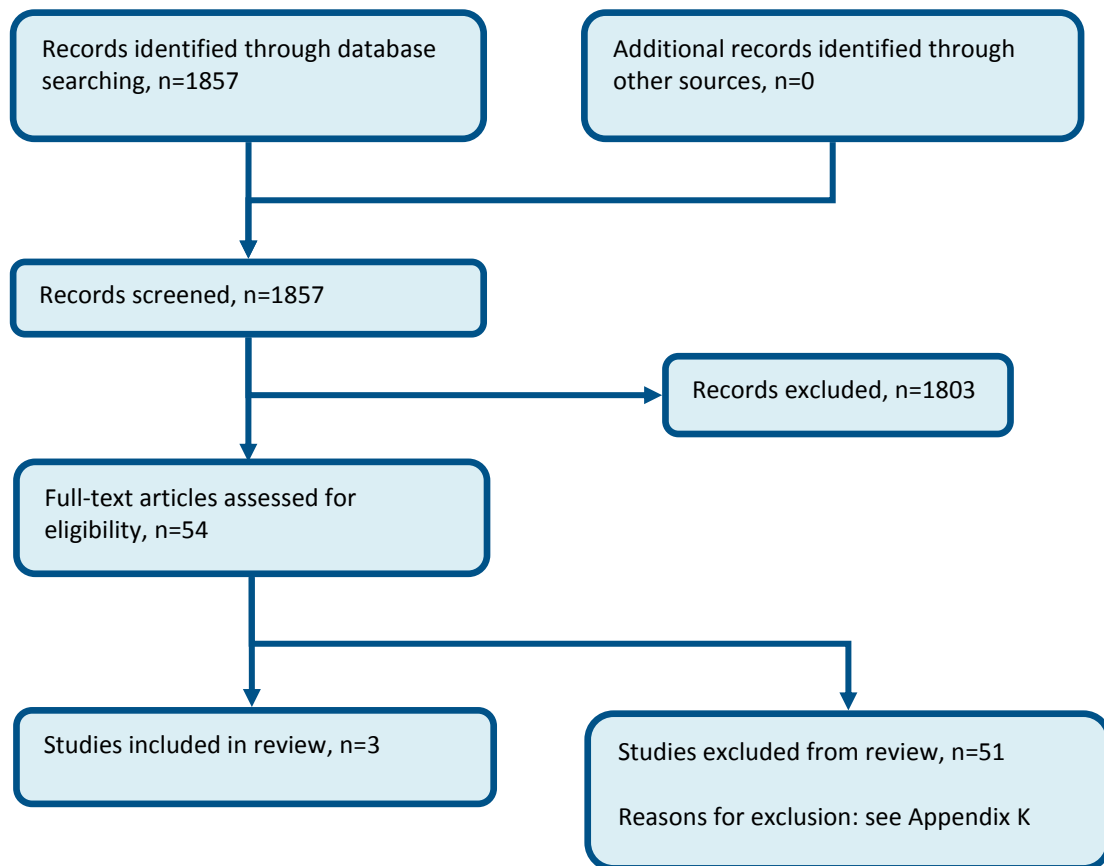 Records identified through database
searching, n=1857
Additional records identified through
other sources, n=0
Records screened, n=1857
Records excluded, n=1803
Full-text articles assessed for
eligibility, n=54
Studies included in review, n=3
Studies excluded from review, n=51
Reasons for exclusion: see Appendix K